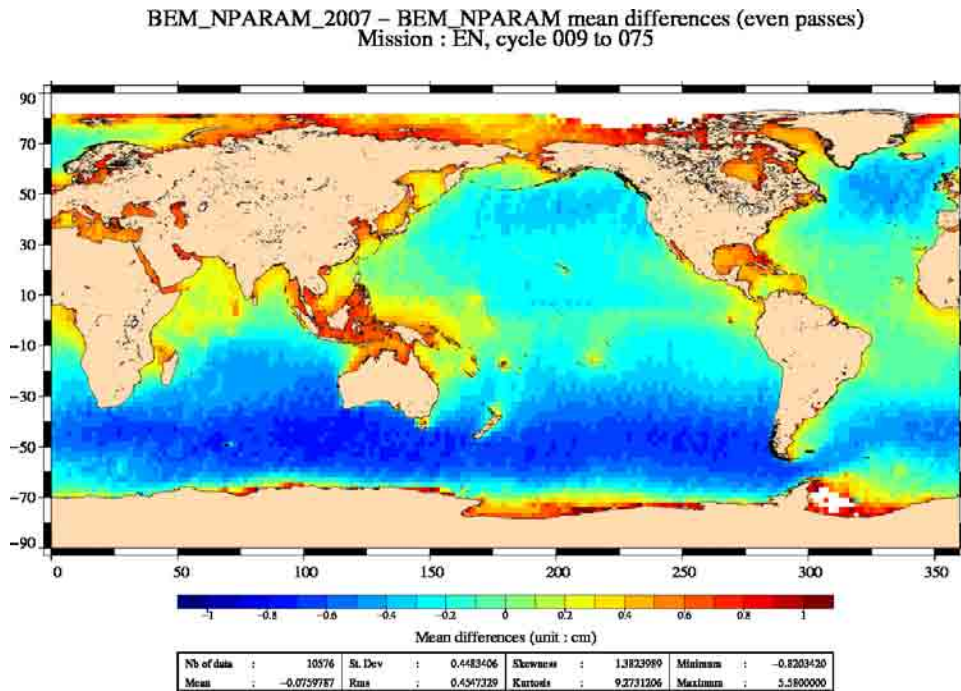 BEM_NPARAM_2007 – BEM_NPARAM mean differences (even passes)
Mission : EN, cycle 009 to 075
90
70
50
30
10
−10
−30
−50
−70
−90
0 50 100 150 200 250 300 350
−1 −0.8 −0.6 −0.4 −0.2 0 0.2 0.4 0.6 0.8 1
Mean differences (unit : cm)
Nb of data : 10576 St. Dev : 0.4483406 Skewness : 1.3823989 Minimum : −0.8203420
Mean : −0.0759787 Rms : 0.4547329 Kurtosis : 9.2731206 Maximum : 5.5800000